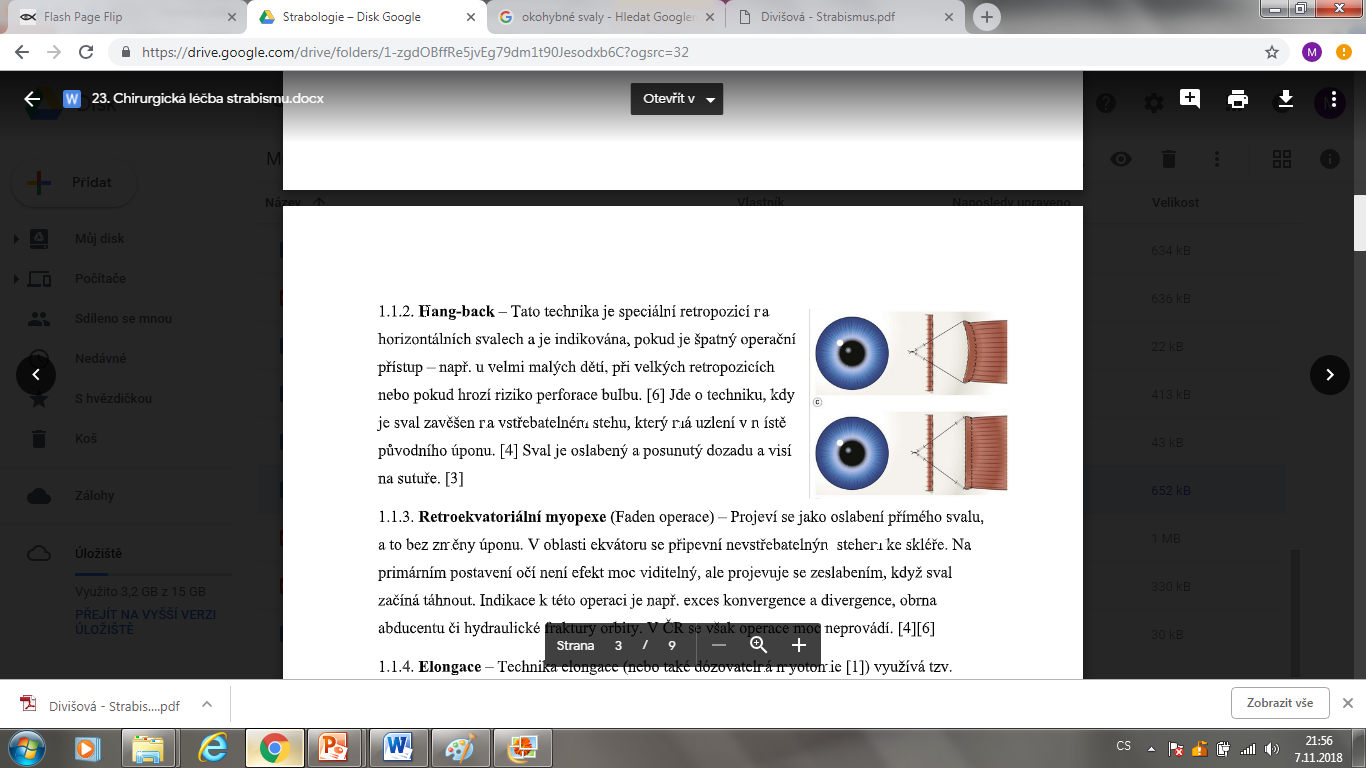 Flash Page Flip
Strabologie – Disk Google
okohybné svaly - Hledat Google
Divišová - Strabismus.pdf
https://drive.google.com/drive/folders/1-zgdOBffRe5jvEg79dm1t90Jesodxb6C?ogsrc=32
M
W 23. Chirurgická léčba strabismu.docx
Otevřít v
Přidat
Název
Vlastník
Naposledy upraveno
Velikost
Můj disk
Počítače
Sdíleno se mnou
Nedávné
S hvězdičkou
Koš
Zálohy
Úložiště
Využito 3,2 GB z 15 GB
PŘEJÍT NA VYŠŠÍ VERZI
ÚLOŽIŠTĚ
634 kB
636 kB
22 kB
413 kB
43 kB
652 kB
1 MB
330 kB
30 kB
1.1.2. Hang-back – Tato technika je speciální retropozicí na
horizontálních svalech a je indikována, pokud je špatný operační
přístup – např. u velmi malých dětí, při velkých retropozicích
nebo pokud hrozí riziko perforace bulbu. [6] Jde o techniku, kdy
je sval zavěšen na vstřebatelném stehu, který má uzlení v místě
původního úponu. [4] Sval je oslabený a posunutý dozadu a visí
na sutuře. [3]
©
1.1.3. Retroekvatoriální myopexe (Faden operace) – Projeví se jako oslabení přímého svalu,
a to bez změny úponu. V oblasti ekvátoru se připevní nevstřebatelným stehem ke skléře. Na
primárním postavení očí není efekt moc viditelný, ale projevuje se zeslabením, když sval
začíná táhnout. Indikace k této operaci je např. exces konvergence a divergence, obrna
abducentu či hydraulické fraktury orbity. V ČR se však operace moc neprovádí. [4][6]
1.1.4. Elongace – Technika elongace (nebo také dózovatelná myotomie [1]) využívá tzv.
Strana 3 / 9
Divišová - Strabis....pdf
Zobrazit vše
CS
21:56
7.11.2018